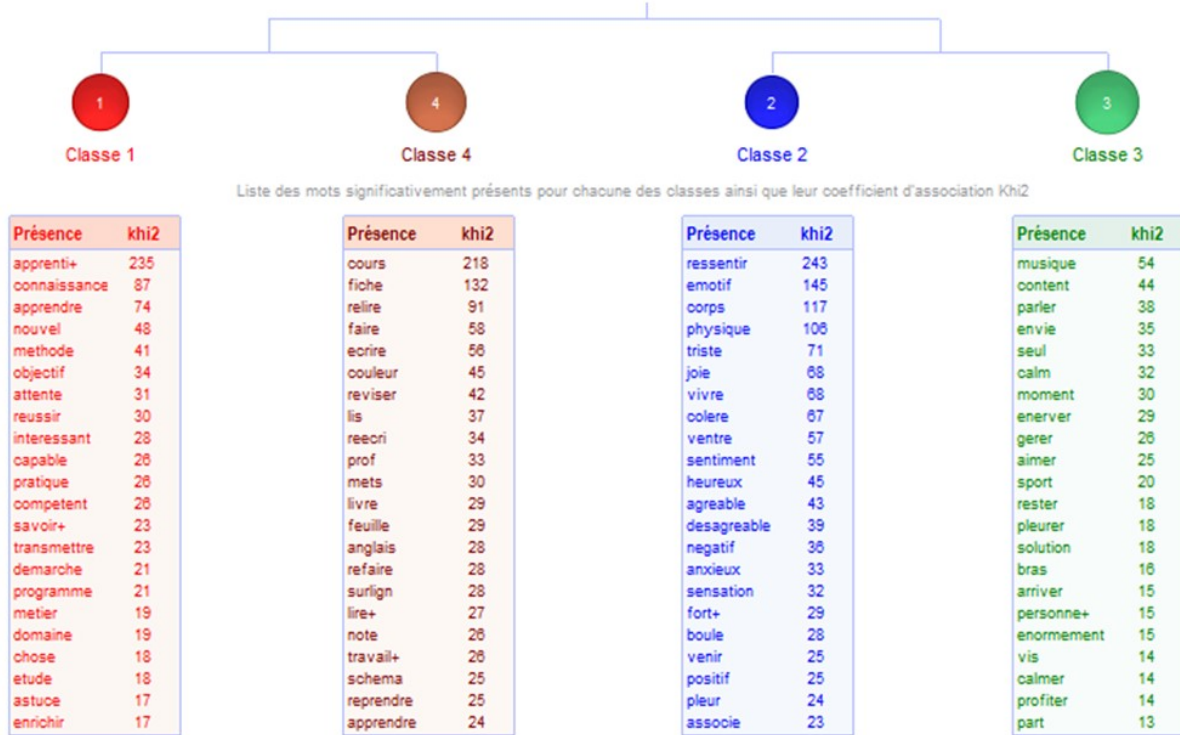 1
4
2
3
Classe 1
Classe 4
Classe 2
Classe 3
Liste des mots significativement présents pour chacune des classes ainsi que leur coefficient d'association Khi2
Présence khi2
apprenti+ 235
connaissance 87
apprendre 74
nouvel 48
methode 41
objectif 34
attente 31
reussir 30
interessant 28
capable 26
pratique 26
competent 26
savoir+ 23
transmettre 23
demarche 21
programme 21
metier 19
domaine 19
chose 18
etude 18
astuce 17
enrichir 17
Présence khi2
cours 218
fiche 132
relire 91
faire 58
ecrire 56
couleur 45
reviser 42
lis 37
reecri 34
prof 33
mets 30
livre 29
feuille 29
anglais 28
refaire 28
surlign 28
lire+ 27
note 26
travail+ 26
schema 25
reprendre 25
apprendre 24
Présence khi2
ressentir 243
emotif 145
corps 117
physique 106
triste 71
joie 68
vivre 68
colere 67
ventre 57
sentiment 55
heureux 45
agreable 43
desagreable 39
negatif 36
anxieux 33
sensation 32
fort+ 29
boule 28
venir 25
positif 25
pleur 24
associe 23
Présence khi2
musique 54
content 44
parler 38
envie 35
seul 33
calm 32
moment 30
enerver 29
gerer 26
aimer 25
sport 20
rester 18
pleurer 18
solution 18
bras 16
arriver 15
personne+ 15
enormement 15
vis 14
calmer 14
profiter 14
part 13